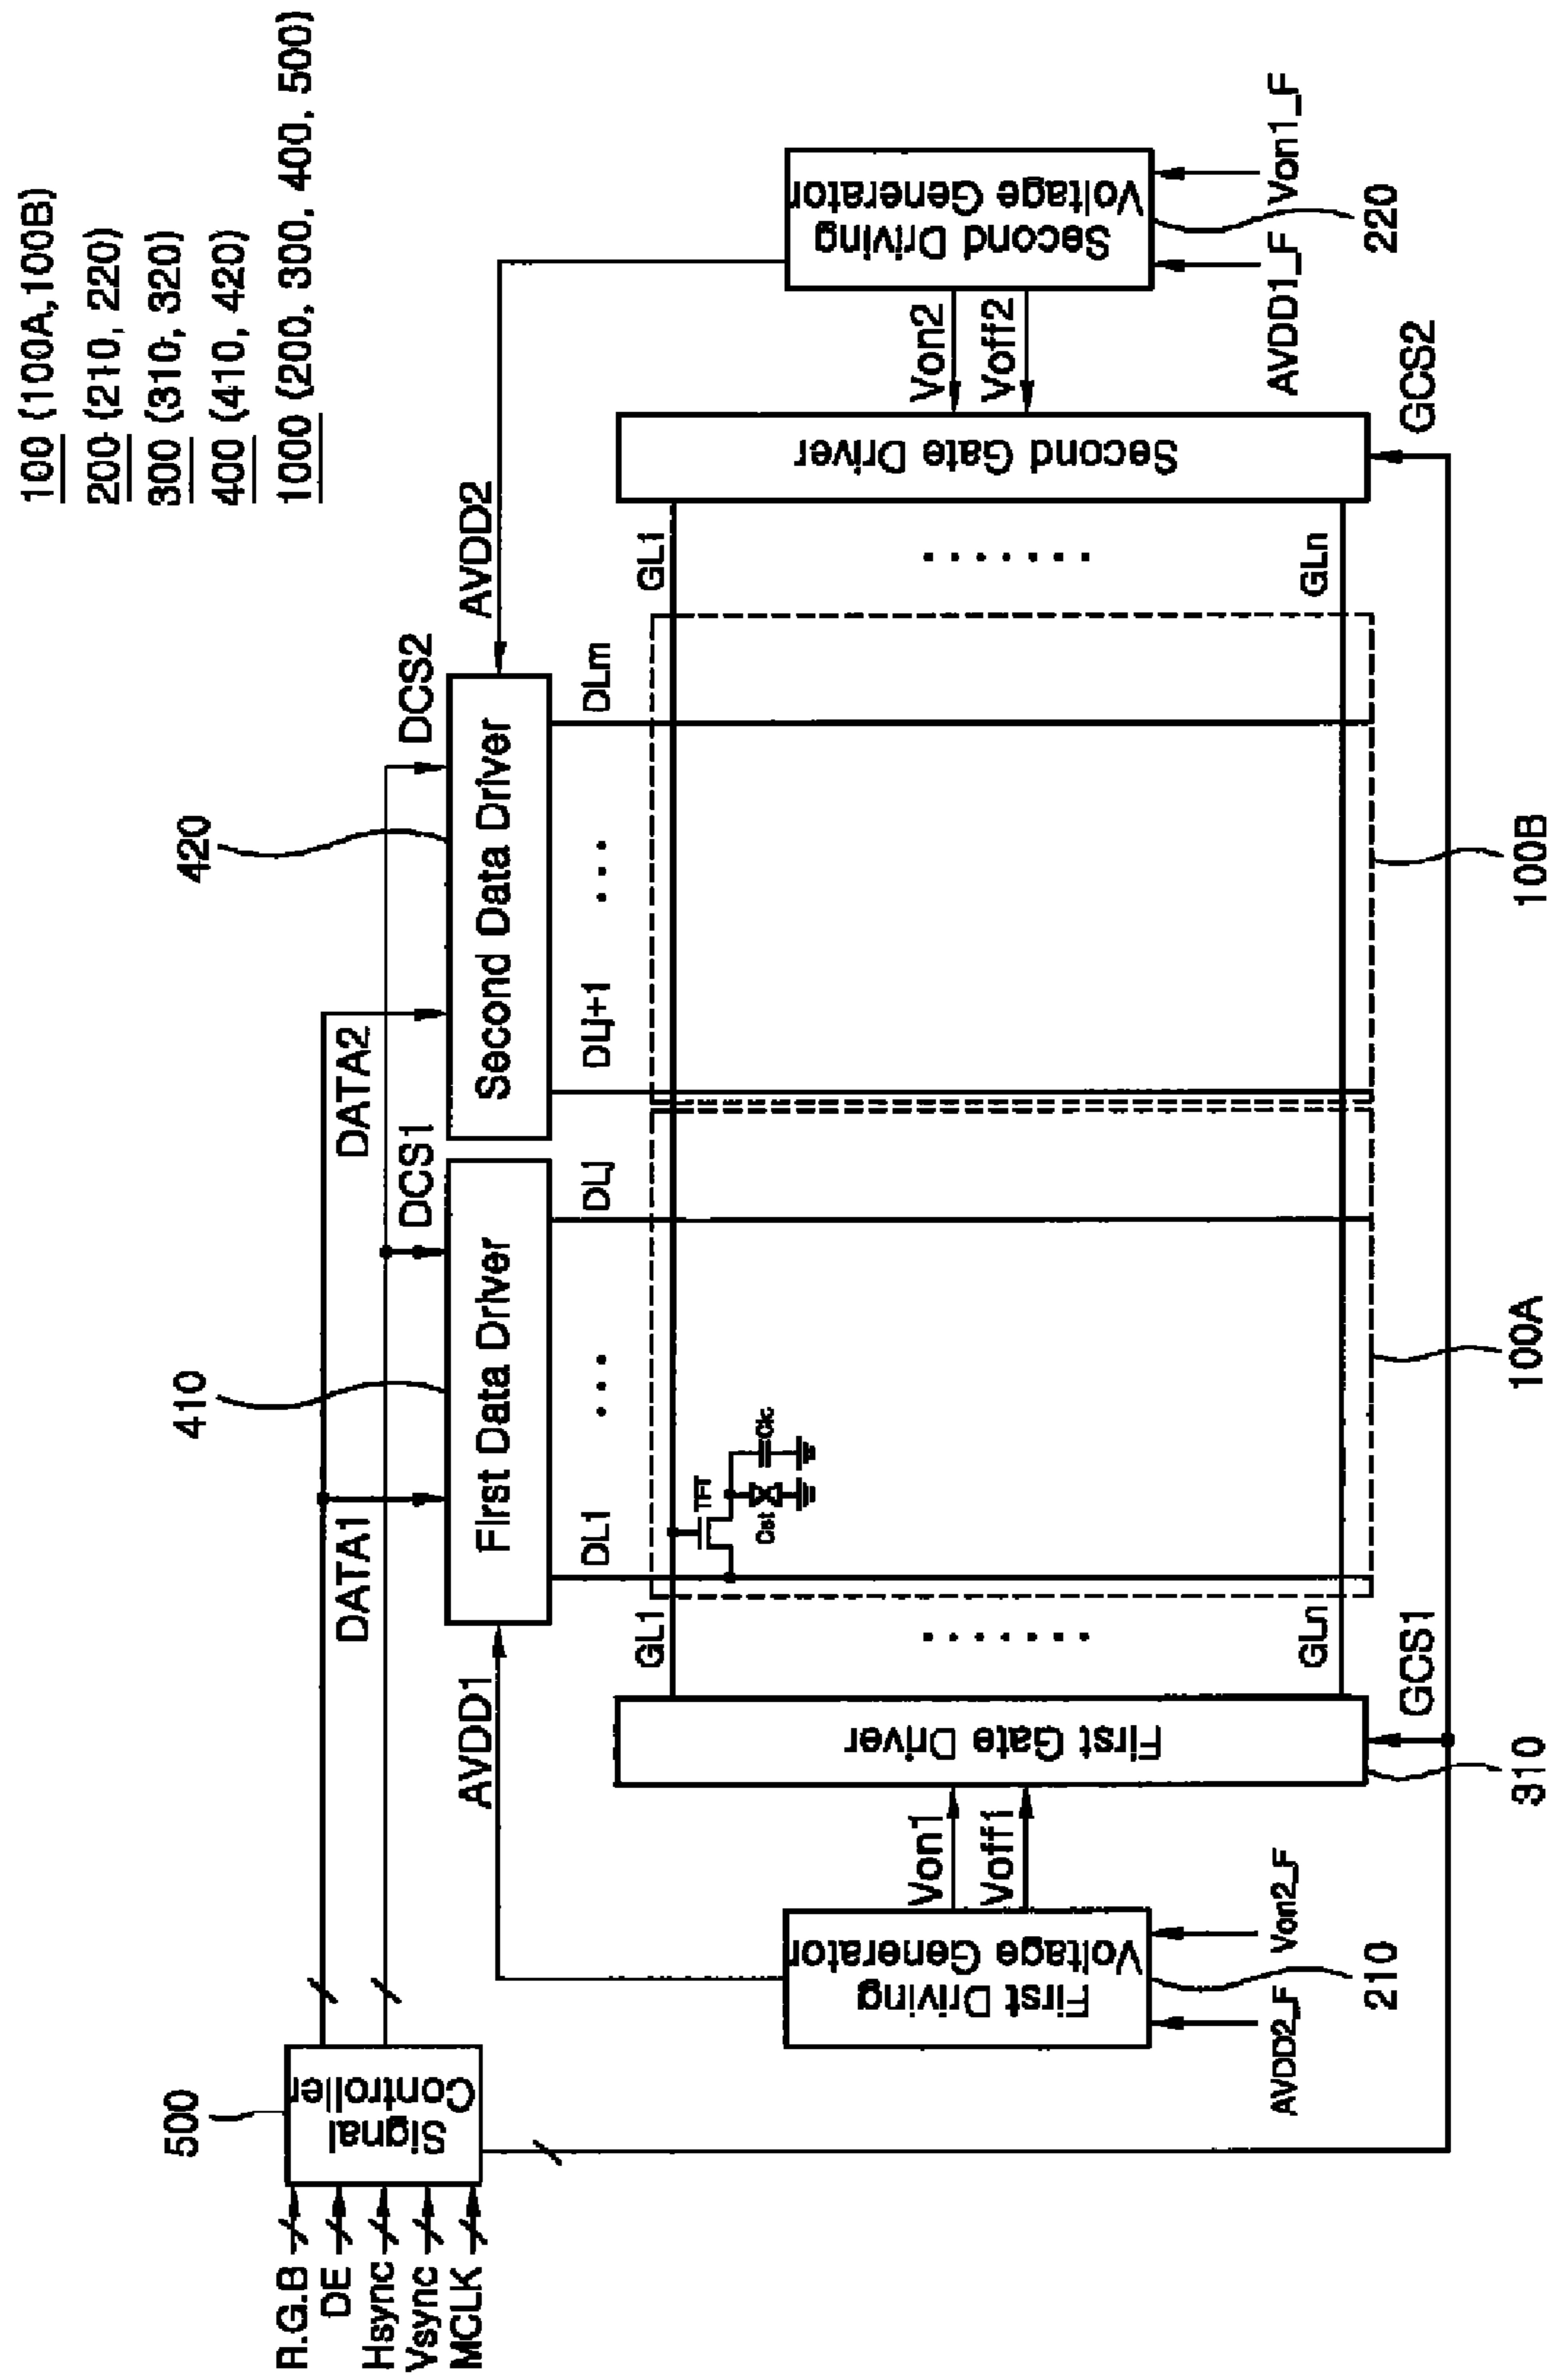 100 (100A,100B)
200 (210, 220)
300 (310, 320)
400 (410, 420)
1000 (200, 300, 400, 500)
500
Signal
Controller
R.G.B
DE
Hsync
Vsync
MCLK
DATA1
DATA2
DCS1
DCS2
410
First Data Driver
420
Second Data Driver
AVDD1
AVDD2
DL1
DLj
DLj+1
DLm
GL1
GL1
TFT
Cst
Clc
GLn
GLn
First Driving
Voltage Generator
Von1
Voff1
First Gate Driver
Second Gate Driver
Von2
Voff2
Second Driving
Voltage Generator
AVDD2_F
Von2_F
210
310
GCS1
100A
100B
GCS2
AVDD1_F
Von1_F
220